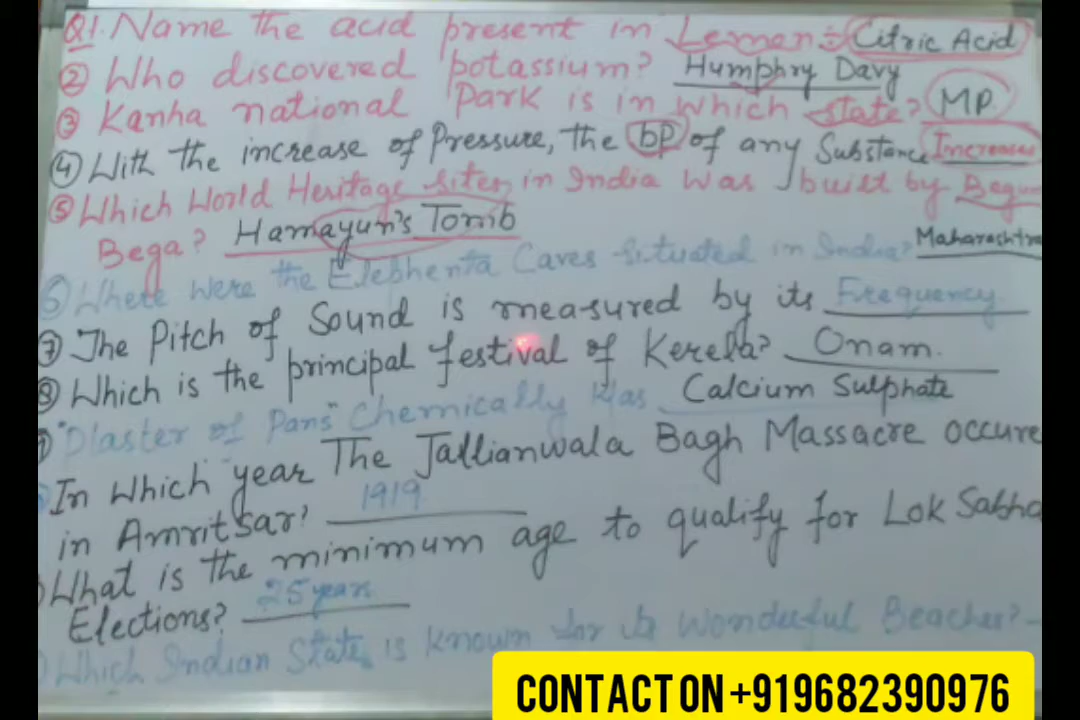 Q1. Name the acid present in Lemon :- Citric Acid
② Who discovered potassium? Humphry Davy
③ Kanha national Park is in which state? MP.
④ With the increase of Pressure, the bp of any Substance Increases
⑤ Which World Heritage sites in India was built by Begum
Bega? Hamayun's Tomb
⑥ Where were the Elephenta Caves Situated in India? Maharashtra
⑦ The Pitch of Sound is measured by its Frequency
⑧ Which is the principal festival of Kerela? Onam.
"Plaster of Paris" Chemically Has Calcium Sulphate
In Which year The Jallianwala Bagh Massacre occure
in Amritsar? 1919
What is the minimum age to qualify for Lok Sabha
Elections? 25 years
Which Indian State is known for its Wonderful Beaches? -
CONTACT ON +919682390976